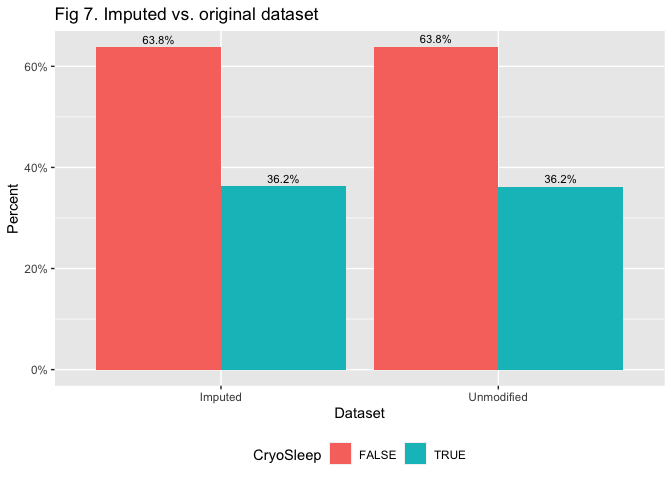 Fig 7. Imputed vs. original dataset
63.8%
63.8%
60%
36.2%
36.2%
40%
Percent
20%
0%
Imputed
Unmodified
Dataset
CryoSleep FALSE TRUE